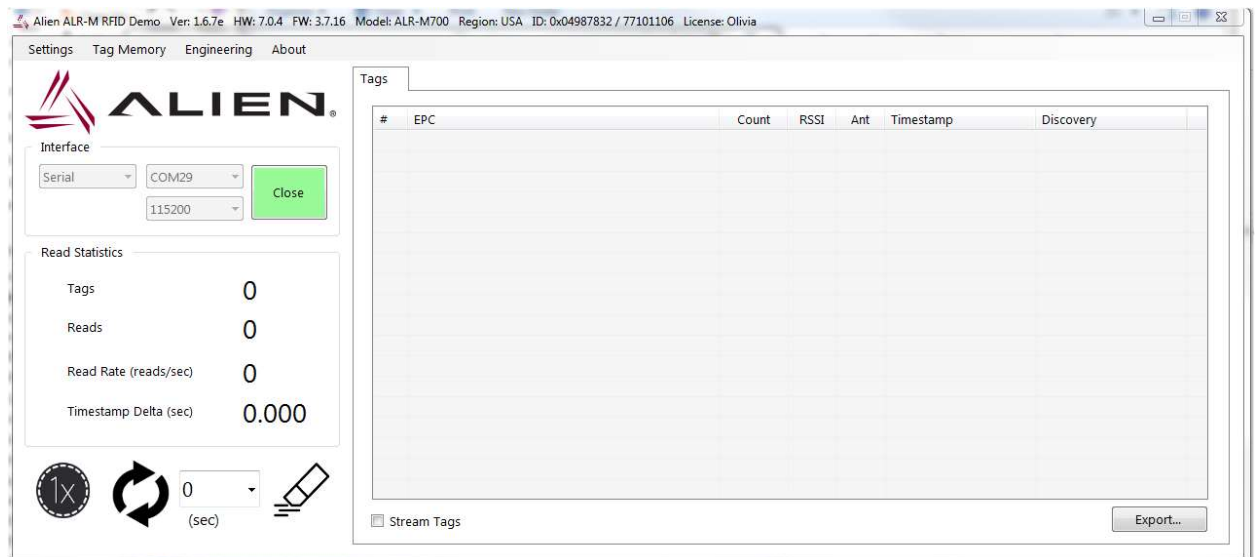 Alien ALR-M RFID Demo Ver: 1.6.7e HW: 7.0.4 FW: 3.7.16 Model: ALR-M700 Region: USA ID: 0x04987832 / 77101106 License: Olivia
Settings Tag Memory Engineering About
ALIEN®
Interface
Serial COM29 Close
115200
Read Statistics
Tags 0
Reads 0
Read Rate (reads/sec) 0
Timestamp Delta (sec) 0.000
1x 0
(sec)
Tags
# EPC Count RSSI Ant Timestamp Discovery
Stream Tags Export...